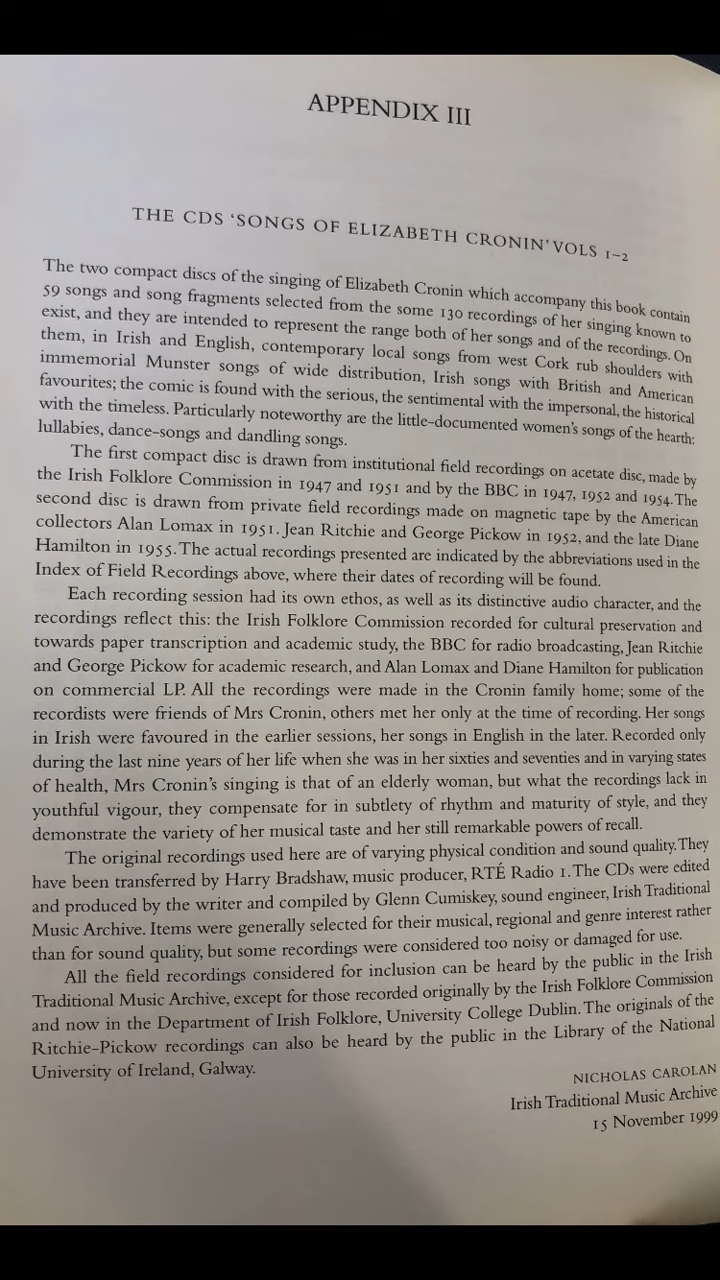 APPENDIX III
THE CDS ‘SONGS OF ELIZABETH CRONIN’ VOLS 1–2
The two compact discs of the singing of Elizabeth Cronin which accompany this book contain
59 songs and song fragments selected from the some 130 recordings of her singing known to
exist, and they are intended to represent the range both of her songs and of the recordings. On
them, in Irish and English, contemporary local songs from west Cork rub shoulders with
immemorial Munster songs of wide distribution, Irish songs with British and American
favourites; the comic is found with the serious, the sentimental with the impersonal, the historical
with the timeless. Particularly noteworthy are the little-documented women’s songs of the hearth:
lullabies, dance-songs and dandling songs.
The first compact disc is drawn from institutional field recordings on acetate disc, made by
the Irish Folklore Commission in 1947 and 1951 and by the BBC in 1947, 1952 and 1954. The
second disc is drawn from private field recordings made on magnetic tape by the American
collectors Alan Lomax in 1951. Jean Ritchie and George Pickow in 1952, and the late Diane
Hamilton in 1955. The actual recordings presented are indicated by the abbreviations used in the
Index of Field Recordings above, where their dates of recording will be found.
Each recording session had its own ethos, as well as its distinctive audio character, and the
recordings reflect this: the Irish Folklore Commission recorded for cultural preservation and
towards paper transcription and academic study, the BBC for radio broadcasting, Jean Ritchie
and George Pickow for academic research, and Alan Lomax and Diane Hamilton for publication
on commercial LP. All the recordings were made in the Cronin family home; some of the
recordists were friends of Mrs Cronin, others met her only at the time of recording. Her songs
in Irish were favoured in the earlier sessions, her songs in English in the later. Recorded only
during the last nine years of her life when she was in her sixties and seventies and in varying states
of health, Mrs Cronin’s singing is that of an elderly woman, but what the recordings lack in
youthful vigour, they compensate for in subtlety of rhythm and maturity of style, and they
demonstrate the variety of her musical taste and her still remarkable powers of recall.
The original recordings used here are of varying physical condition and sound quality. They
have been transferred by Harry Bradshaw, music producer, RTÉ Radio 1. The CDs were edited
and produced by the writer and compiled by Glenn Cumiskey, sound engineer, Irish Traditional
Music Archive. Items were generally selected for their musical, regional and genre interest rather
than for sound quality, but some recordings were considered too noisy or damaged for use.
All the field recordings considered for inclusion can be heard by the public in the Irish
Traditional Music Archive, except for those recorded originally by the Irish Folklore Commission
and now in the Department of Irish Folklore, University College Dublin. The originals of the
Ritchie-Pickow recordings can also be heard by the public in the Library of the National
University of Ireland, Galway.
NICHOLAS CAROLAN
Irish Traditional Music Archive
15 November 1999